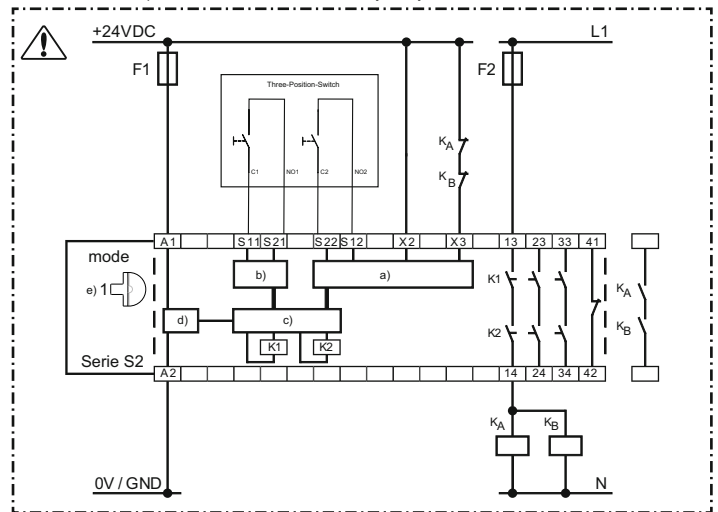 +24VDC
L1
F1
F2
Three-Position-Switch
C1 NO1 C2 NO2
KA
KB
A1 S11 S21 S22 S12 X2 X3 13 23 33 41
mode
e) 1
b)
a)
K1
KA
d)
c)
K2
KB
K1 K2
Serie S2
A2 14 24 34 42
KA KB
0V / GND
N